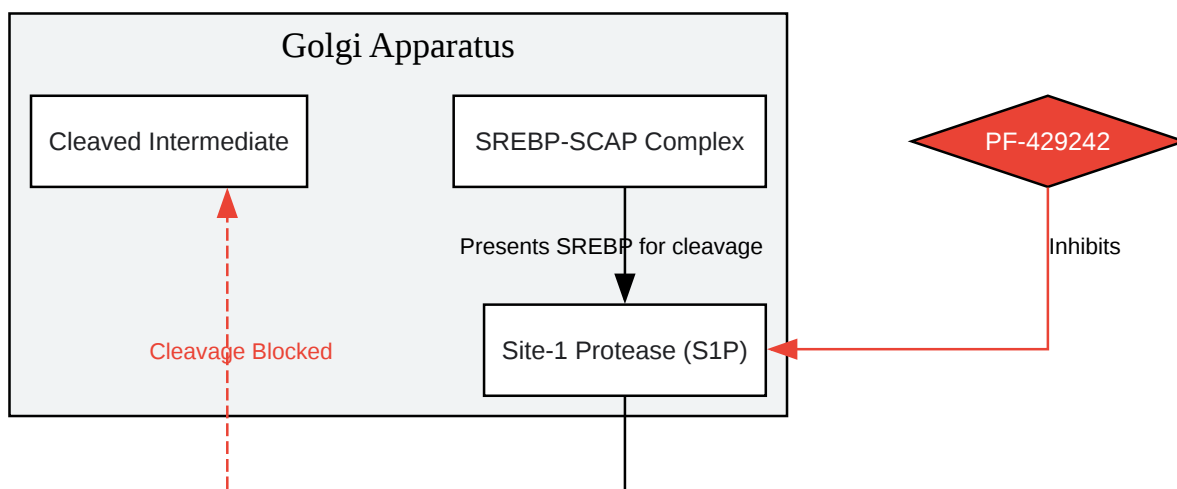 Golgi Apparatus
Cleaved Intermediate
SREBP-SCAP Complex
PF-429242
Presents SREBP for cleavage
Inhibits
Cleavage Blocked
Site-1 Protease (S1P)